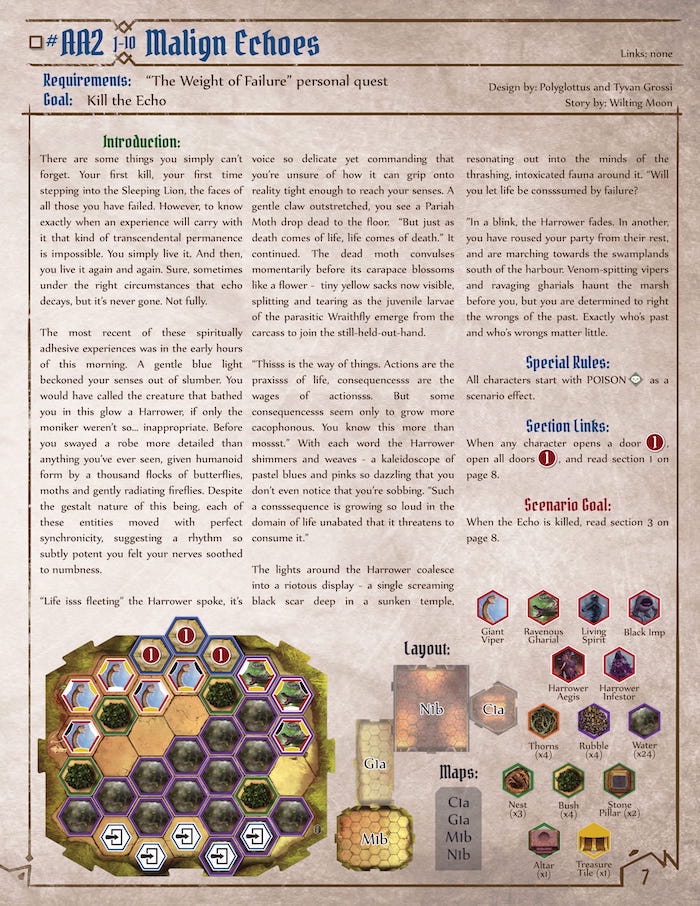 #AA2 1-10 Malign Echoes
Links: none
Requirements: “The Weight of Failure” personal quest
Goal: Kill the Echo
Design by: Polyglottus and Tyvan Grossi
Story by: Wilting Moon
Introduction:
There are some things you simply can’t
forget. Your first kill, your first time
stepping into the Sleeping Lion, the faces of
all those you have failed. However, to know
exactly when an experience will carry with
it that kind of transcendental permanence
is impossible. You simply live it. And then,
you live it again and again. Sure, sometimes
under the right circumstances that echo
decays, but it’s never gone. Not fully.
The most recent of these spiritually
adhesive experiences was in the early hours
of this morning. A gentle blue light
beckoned your senses out of slumber. You
would have called the creature that bathed
you in this glow a Harrower, if only the
moniker weren’t so... inappropriate. Before
you swayed a robe more detailed than
anything you’ve ever seen, given humanoid
form by a thousand flocks of butterflies,
moths and gently radiating fireflies. Despite
the gestalt nature of this being, each of
these entities moved with perfect
synchronicity, suggesting a rhythm so
subtly potent you felt your nerves soothed
to numbness.
“Life isss fleeting” the Harrower spoke, it’s
voice so delicate yet commanding that
you’re unsure of how it can grip onto
reality tight enough to reach your senses. A
gentle claw outstretched, you see a Pariah
Moth drop dead to the floor, “But just as
death comes of life, life comes of death.” It
continued. The dead moth convulses
momentarily before its carapace blossoms
like a flower - tiny yellow sacks now visible,
splitting and tearing as the juvenile larvae
of the parasitic Wraithfly emerge from the
carcass to join the still-held-out-hand.
“Thisss is the way of things. Actions are the
praxisss of life, consequencesss are the
wages of actionsss. But some
consequencesss seem only to grow more
cacophonous. You know this more than
mossst.” With each word the Harrower
shimmers and weaves - a kaleidoscope of
pastel blues and pinks so dazzling that you
don’t even notice that you’re sobbing. “Such
a consssequence is growing so loud in the
domain of life unabated that it threatens to
consume it.”
The lights around the Harrower coalesce
into a riotous display - a single screaming
black scar deep in a sunken temple,
resonating out into the minds of the
thrashing, intoxicated fauna around it. “Will
you let life be consssumed by failure?
"In a blink, the Harrower fades. In another,
you have roused your party from their rest,
and are marching towards the swamplands
south of the harbour. Venom-spitting vipers
and ravaging gharials haunt the marsh
before you, but you are determined to right
the wrongs of the past. Exactly who’s past
and who’s wrongs matter little.
Special Rules:
All characters start with POISON as a
scenario effect.
Section Links:
When any character opens a door 1,
open all doors 1, and read section 1 on
page 8.
Scenario Goal:
When the Echo is killed, read section 3 on
page 8.
1
1
1
Layout:
N1b
C1a
G1a
M1b
Maps:
C1a
G1a
M1b
N1b
Giant
Viper
Ravenous
Gharial
Living
Spirit
Black Imp
Harrower
Aegis
Harrower
Infestor
Thorns
(x4)
Rubble
(x4)
Water
(x24)
Nest
(x3)
Bush
(x4)
Stone
Pillar (x2)
Altar
(x1)
Treasure
Tile (x1)
7